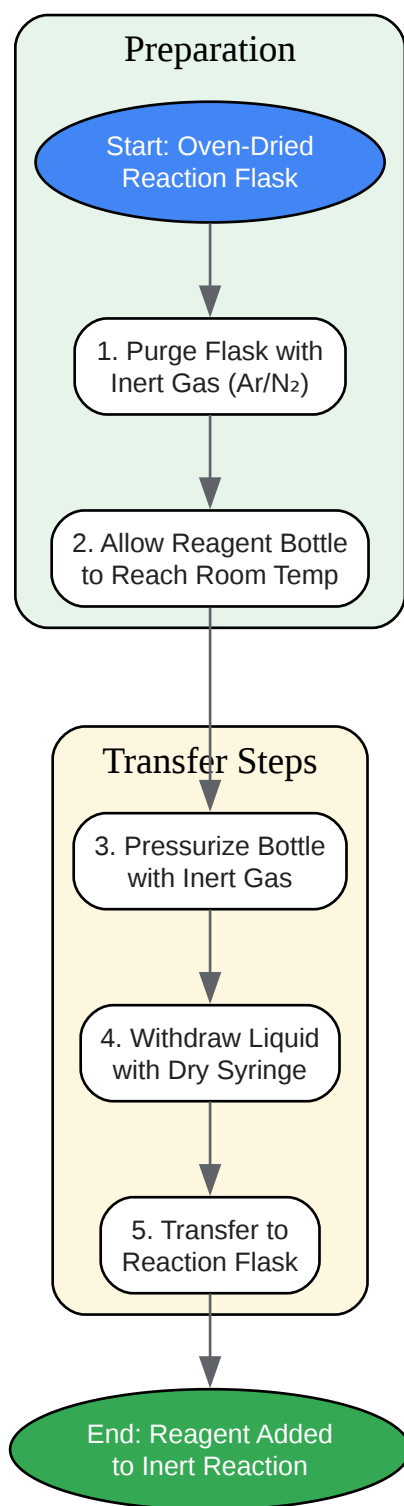 Preparation
Start: Oven-Dried
Reaction Flask
1. Purge Flask with
Inert Gas (Ar/N₂)
2. Allow Reagent Bottle
to Reach Room Temp
Transfer Steps
3. Pressurize Bottle
with Inert Gas
4. Withdraw Liquid
with Dry Syringe
5. Transfer to
Reaction Flask
End: Reagent Added
to Inert Reaction